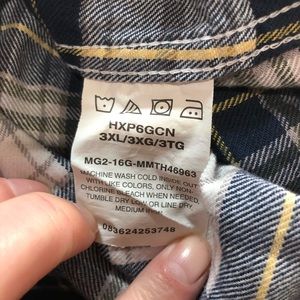 HXP6GCN
3XL/3XG/3TG
MG2-16G-MMTH46963
MACHINE WASH COLD INSIDE OUT
WITH LIKE COLORS, ONLY NON-
CHLORINE BLEACH WHEN NEEDED,
TUMBLE DRY LOW OR LINE DRY
MEDIUM IRON
083624253748